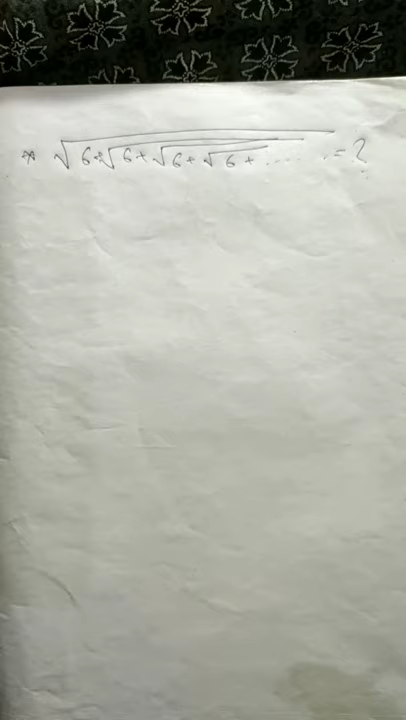 * √6+√6+√6+√6+...... = ?